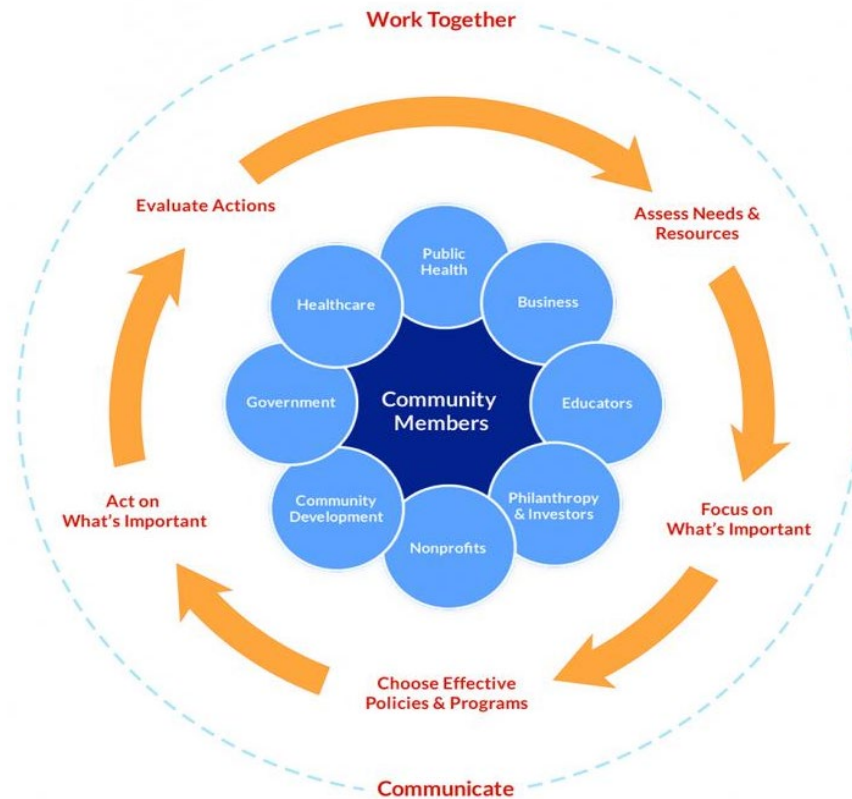 Work Together
Evaluate Actions
Assess Needs &
Resources
Public
Health
Healthcare
Business
Government
Community
Members
Educators
Community
Development
Philanthropy
& Investors
Nonprofits
Act on
What's Important
Focus on
What's Important
Choose Effective
Policies & Programs
Communicate